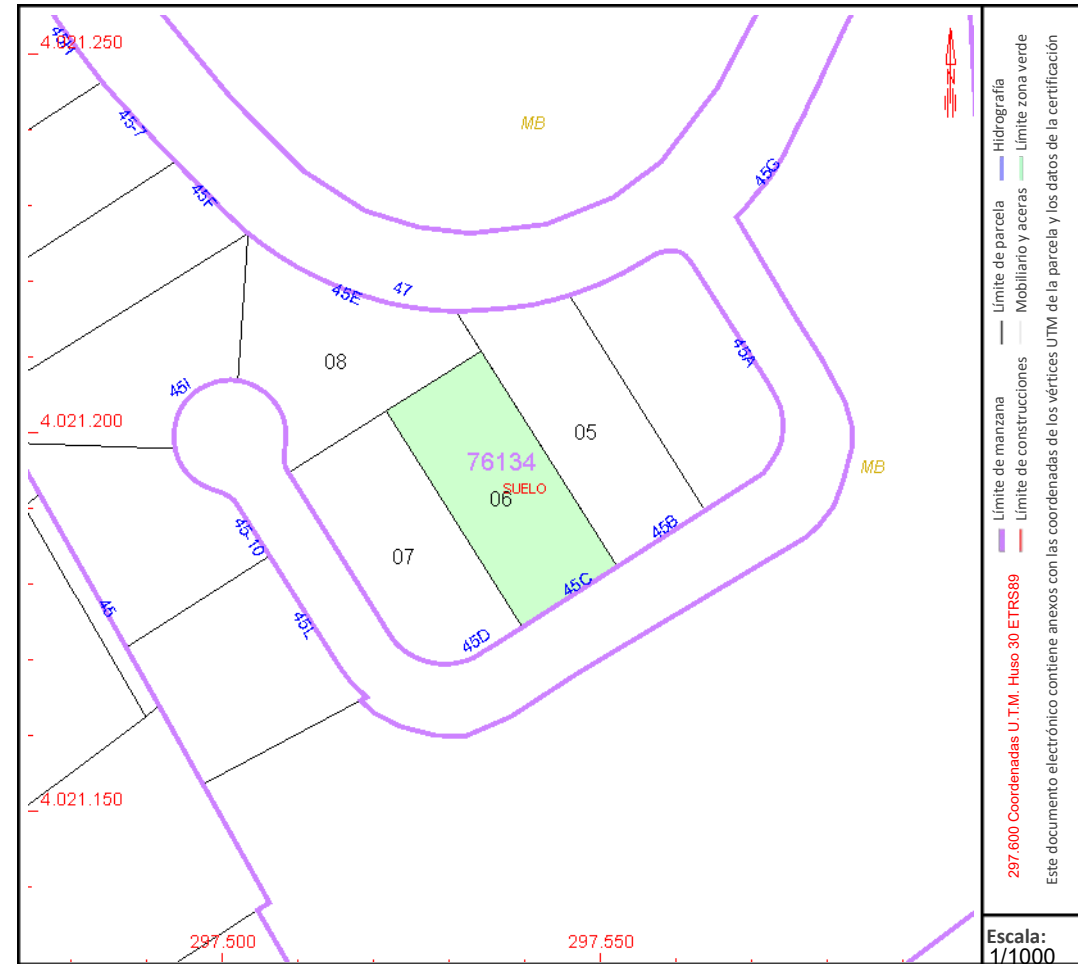 4.021.250
45H
45-7
45F
MB
45G
47
45E
45A
08
45I
4.021.200
05
76134
SUELO
06
MB
07
45B
45-10
45C
45
45L
45D
4.021.150
297.500
297.550
N
Límite de manzana
Límite de parcela
Hidrografía
Límite de construcciones
Mobiliario y aceras
Límite zona verde
297.600 Coordenadas U.T.M. Huso 30 ETRS89
Este documento electrónico contiene anexos con las coordenadas de los vértices UTM de la parcela y los datos de la certificación
Escala:
1/1000